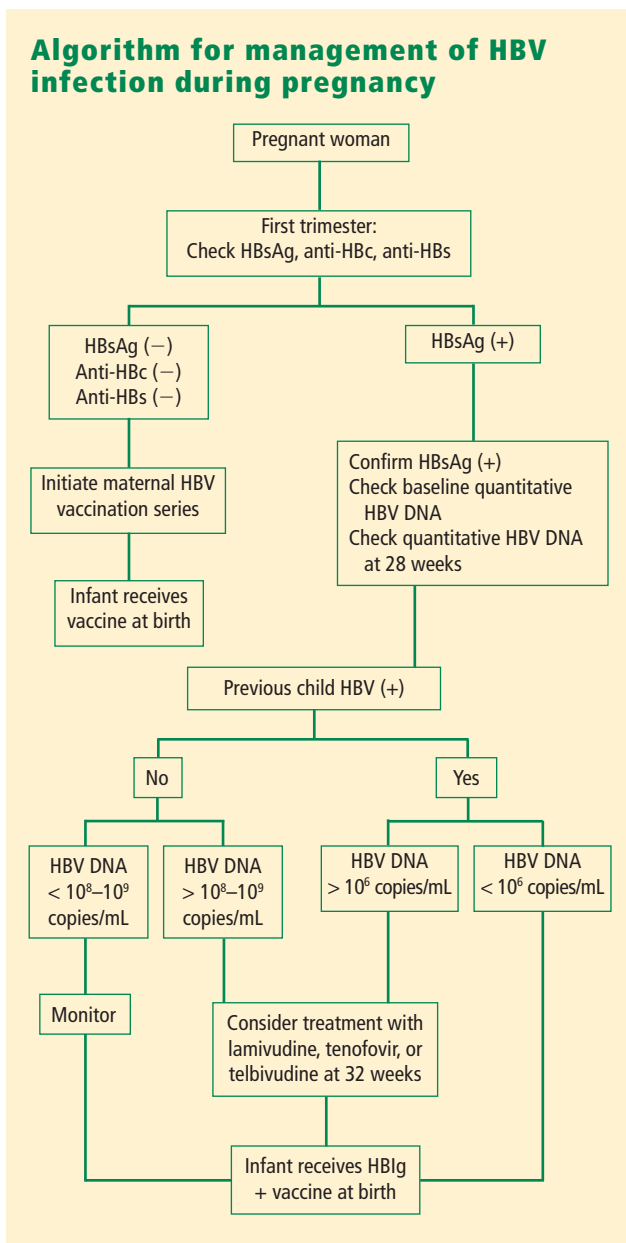 Algorithm for management of HBV
infection during pregnancy
Pregnant woman
First trimester:
Check HBsAg, anti-HBc, anti-HBs
HBsAg (−)
Anti-HBc (−)
Anti-HBs (−)
HBsAg (+)
Initiate maternal HBV
vaccination series
Confirm HBsAg (+)
Check baseline quantitative
HBV DNA
Check quantitative HBV DNA
at 28 weeks
Infant receives
vaccine at birth
Previous child HBV (+)
No
Yes
HBV DNA
< 10⁸–10⁹
copies/mL
HBV DNA
> 10⁸–10⁹
copies/mL
HBV DNA
> 10⁶ copies/mL
HBV DNA
< 10⁶ copies/mL
Monitor
Consider treatment with
lamivudine, tenofovir, or
telbivudine at 32 weeks
Infant receives HBIg
+ vaccine at birth